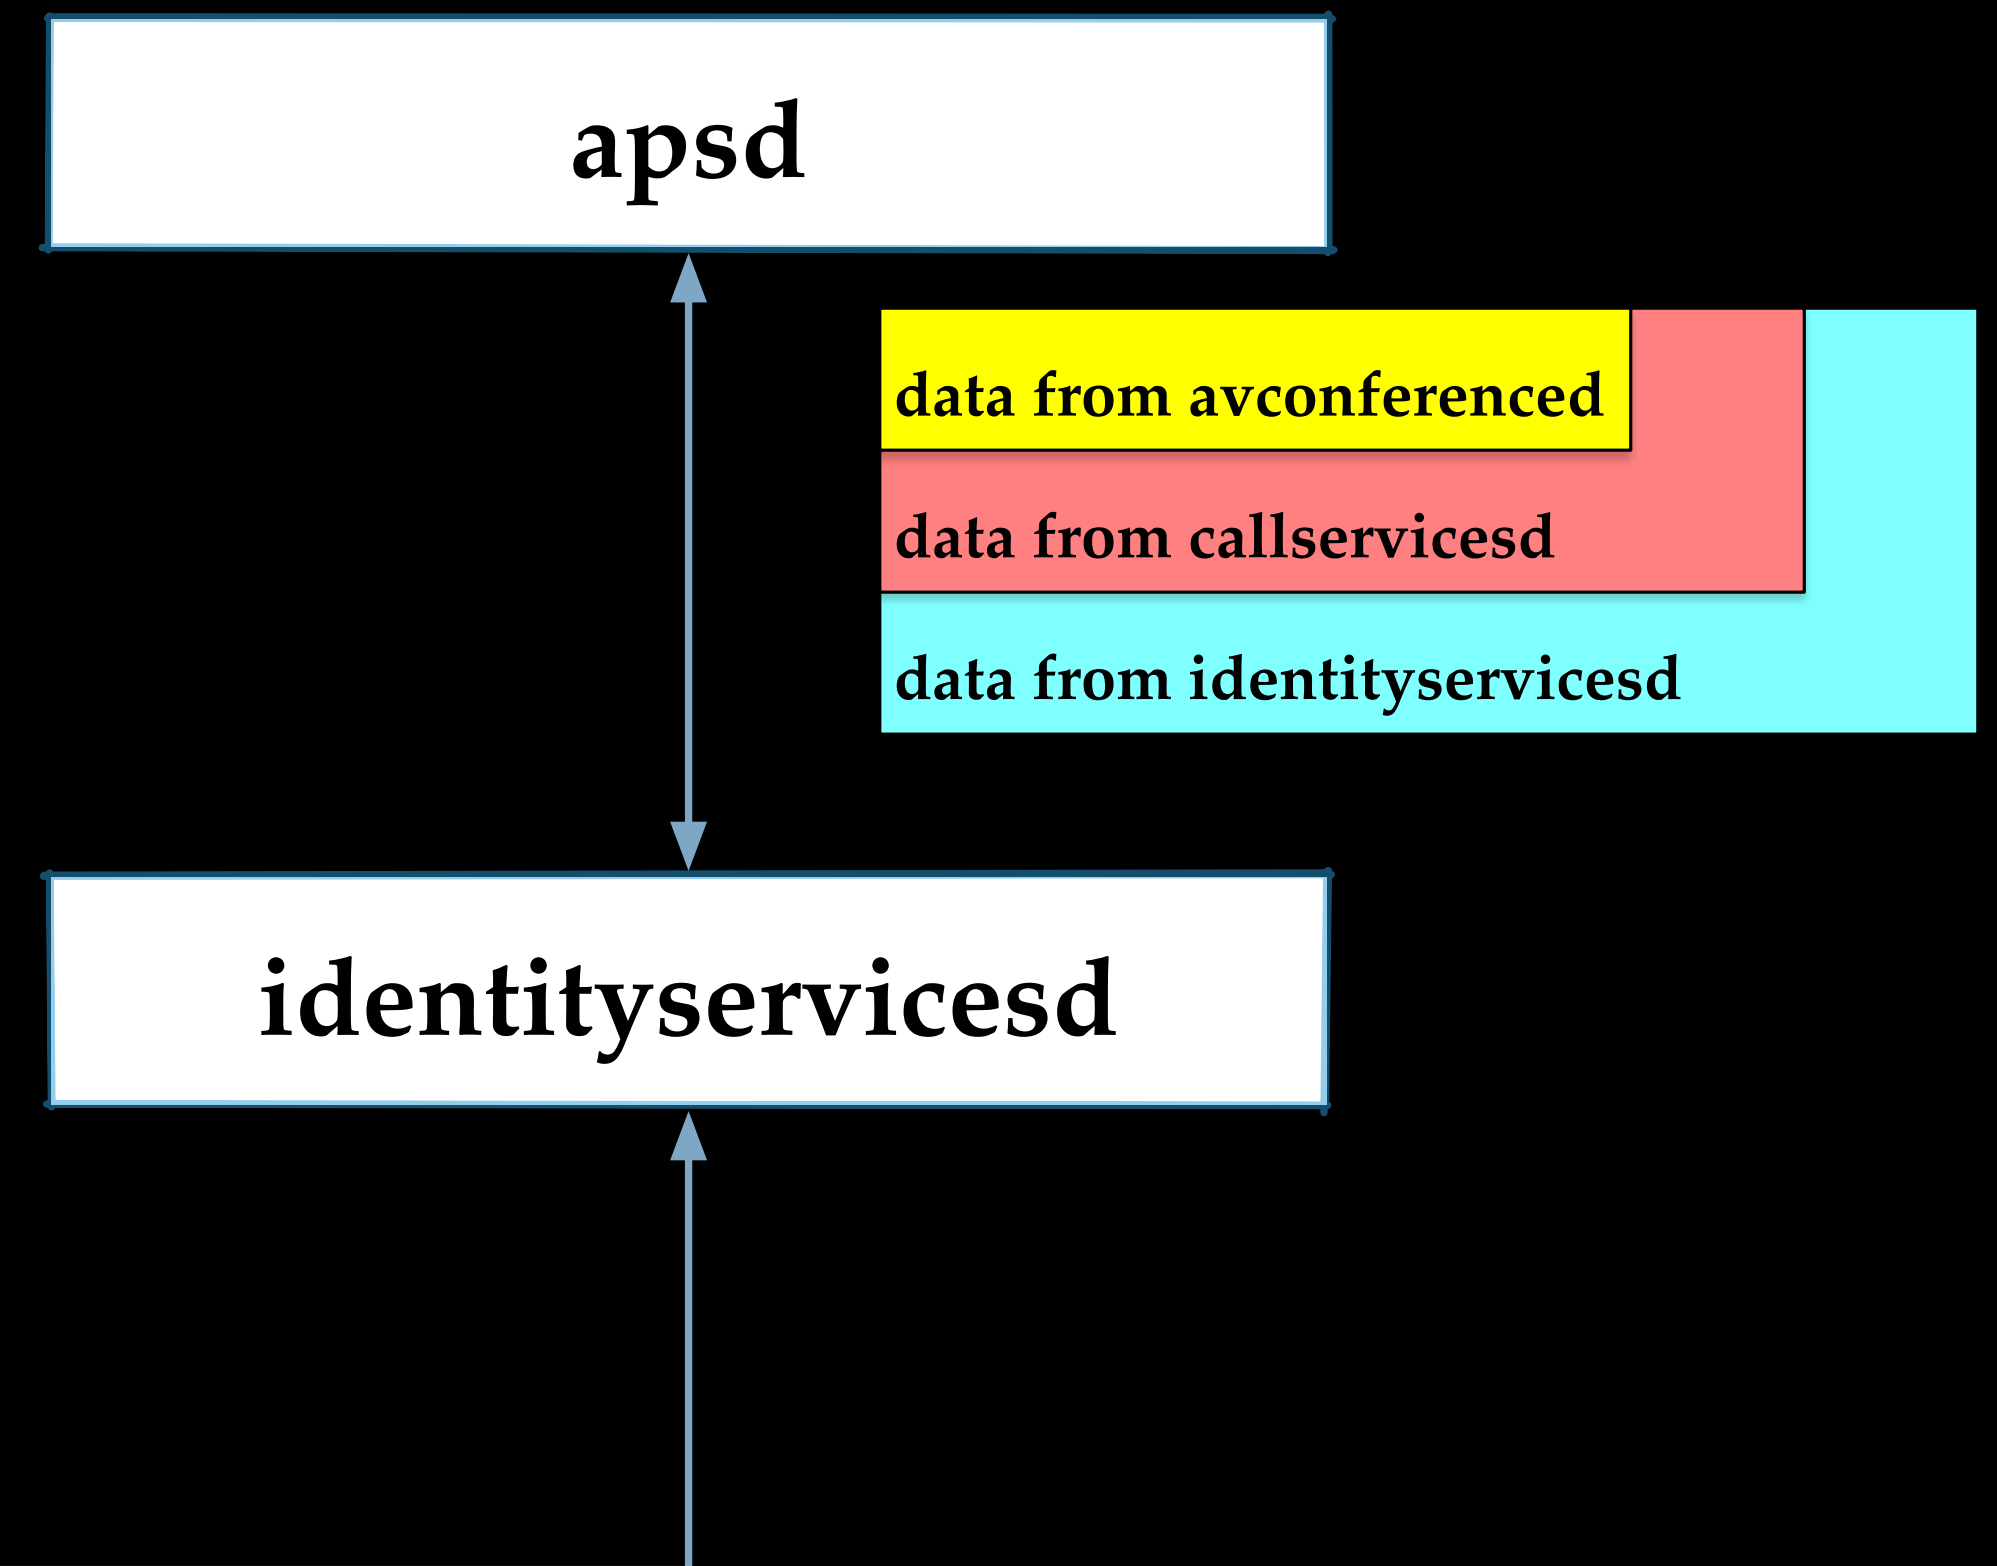 apsd
data from avconferenced
data from callservicesd
data from identityservicesd
identityservicesd